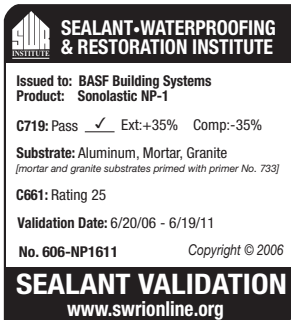 SWR
INSTITUTE
SEALANT•WATERPROOFING
& RESTORATION INSTITUTE
Issued to: BASF Building Systems
Product: Sonolastic NP-1
C719: Pass ✓ Ext:+35% Comp:-35%
Substrate: Aluminum, Mortar, Granite
[mortar and granite substrates primed with primer No. 733]
C661: Rating 25
Validation Date: 6/20/06 - 6/19/11
No. 606-NP1611 Copyright © 2006
SEALANT VALIDATION
www.swrionline.org